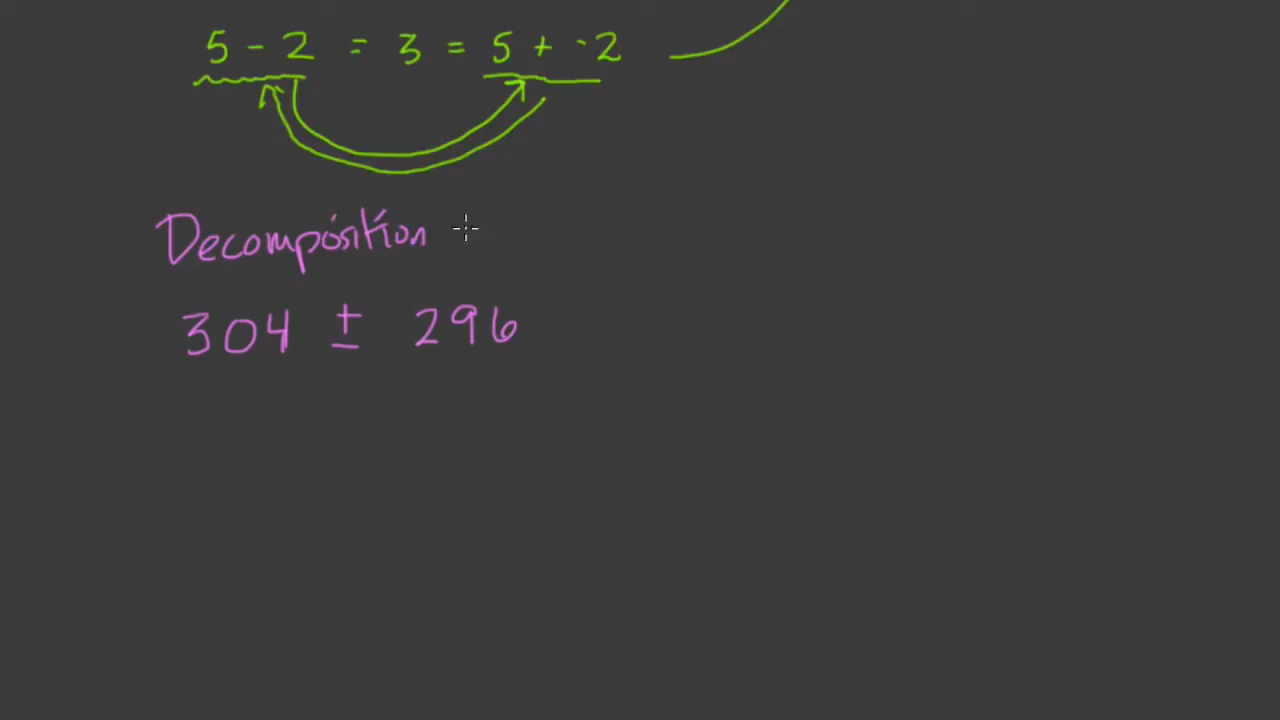 5 - 2 = 3 = 5 + -2
Decomposition
304 ± 296